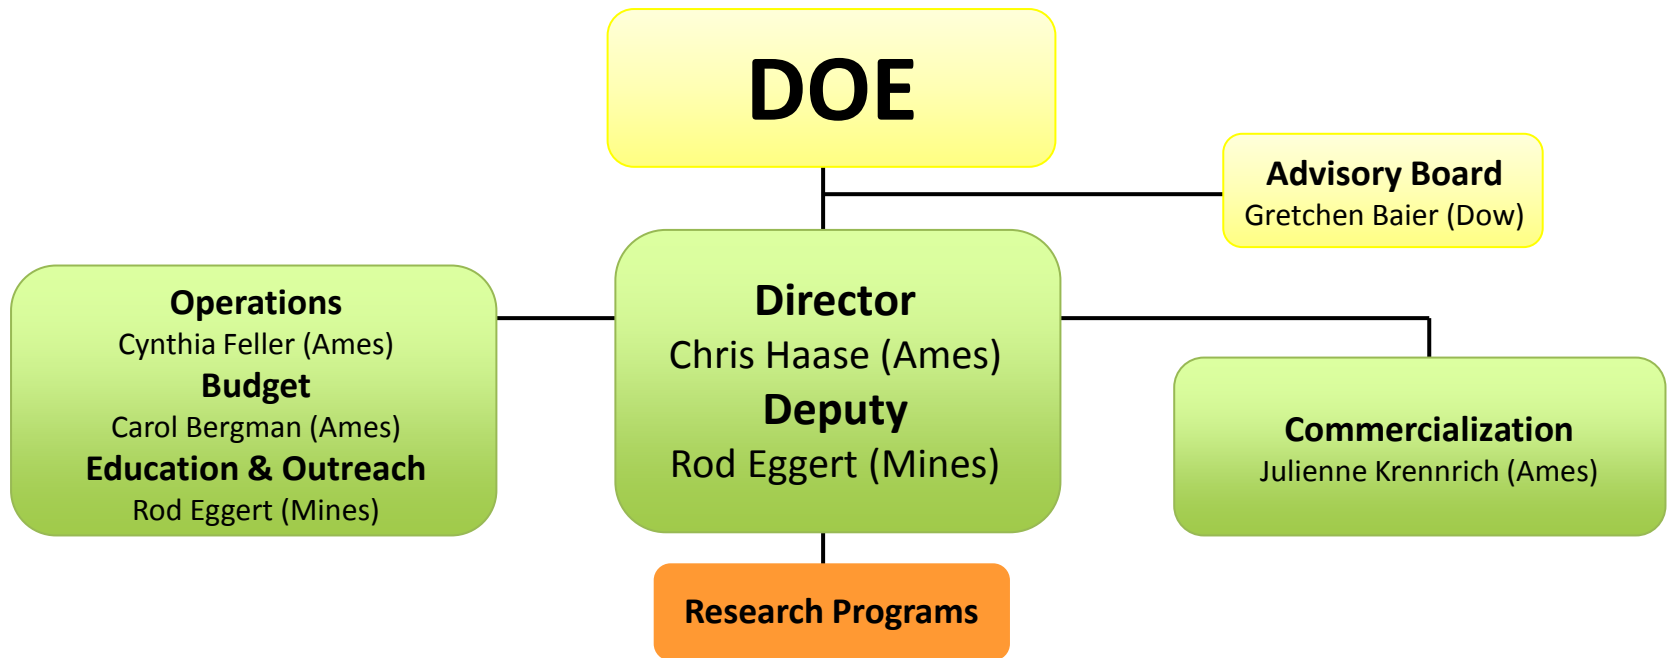 DOE
Advisory Board
Gretchen Baier (Dow)
Operations
Cynthia Feller (Ames)
Budget
Carol Bergman (Ames)
Education & Outreach
Rod Eggert (Mines)
Director
Chris Haase (Ames)
Deputy
Rod Eggert (Mines)
Commercialization
Julienne Krennrich (Ames)
Research Programs